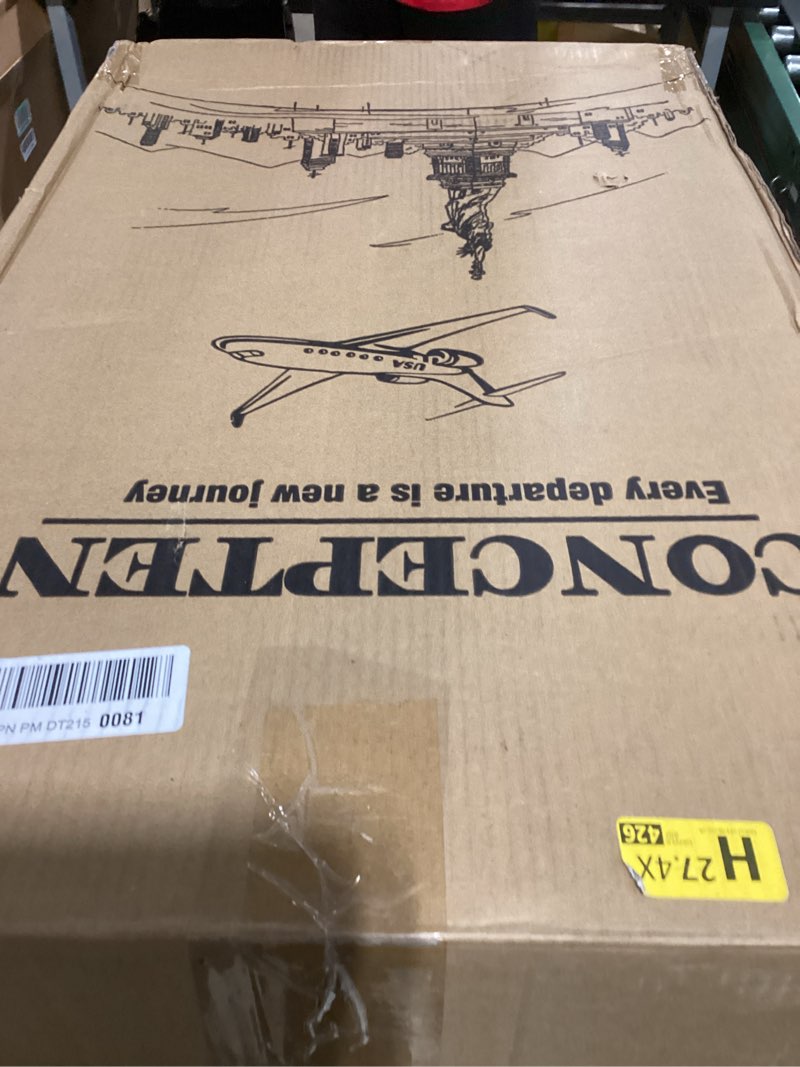 CONCEPTEN
Every departure is a new journey
USA
PN PM DT215 0081
H 27.4X
426